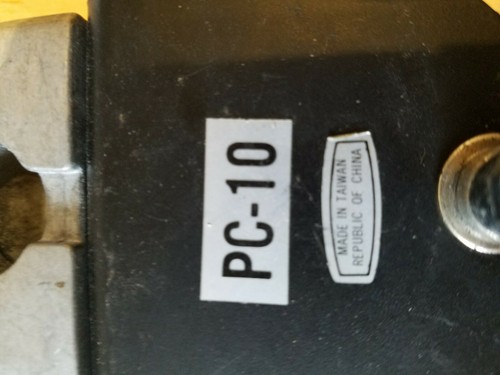 PC-10
MADE IN TAIWAN
REPUBLIC OF CHINA